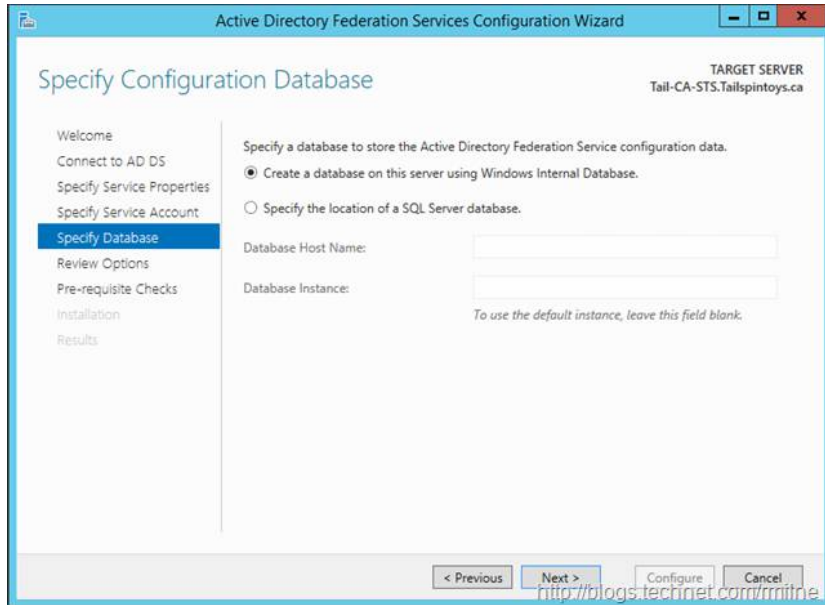 Active Directory Federation Services Configuration Wizard
Specify Configuration Database
TARGET SERVER
Tail-CA-STS.Tailspintoys.ca
Welcome
Connect to AD DS
Specify Service Properties
Specify Service Account
Specify Database
Review Options
Pre-requisite Checks
Installation
Results
Specify a database to store the Active Directory Federation Service configuration data.
Create a database on this server using Windows Internal Database.
Specify the location of a SQL Server database.
Database Host Name:
Database Instance:
To use the default instance, leave this field blank.
< Previous
Next >
Configure
Cancel
http://blogs.technet.com/rmilne